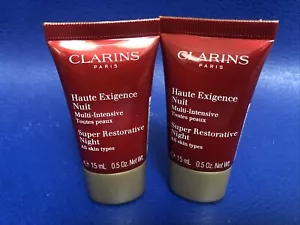 CLARINS
PARIS
Haute Exigence
Nuit
Multi-Intensive
Toutes peaux
Super Restorative
Night
All skin types
e 15 ml 0.5 Oz. Net Wt.
CLARINS
PARIS
Haute Exigence
Nuit
Multi-Intensive
Toutes peaux
Super Restorative
Night
All skin types
e 15 ml 0.5 Oz. Net Wt.